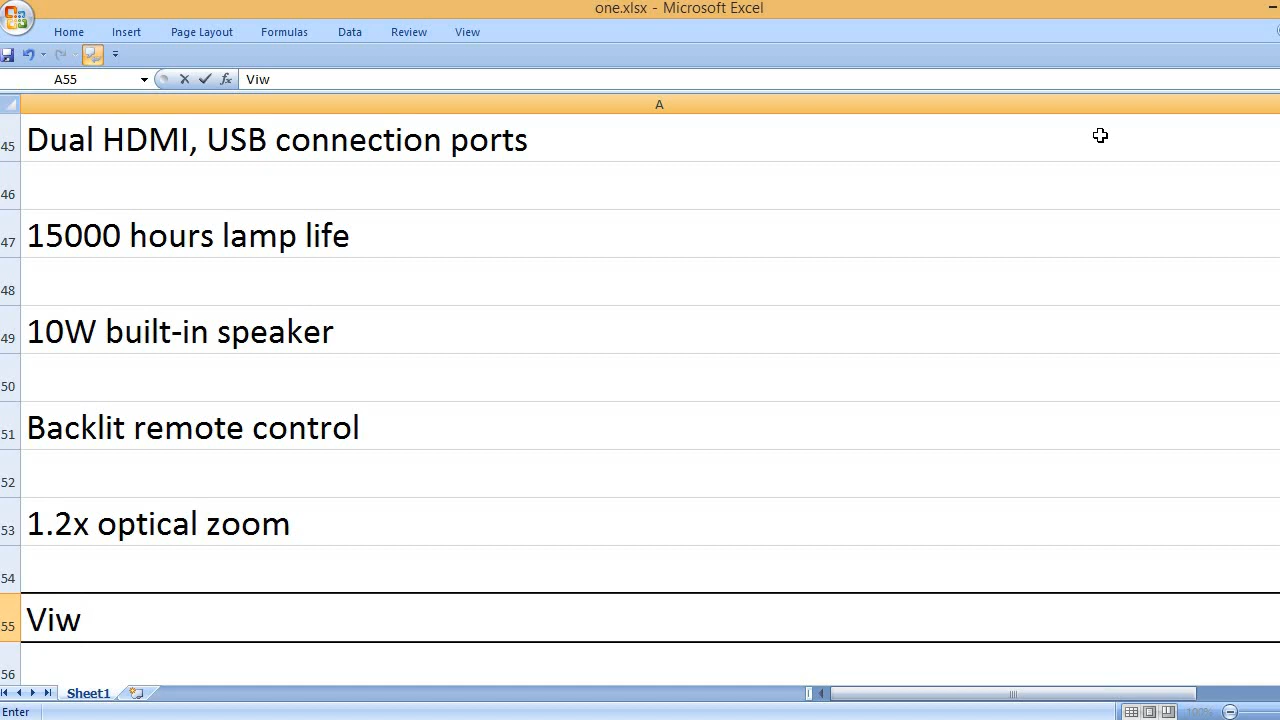 one.xlsx - Microsoft Excel
Home Insert Page Layout Formulas Data Review View
A55 fx Viw
A
45 Dual HDMI, USB connection ports
46
47 15000 hours lamp life
48
49 10W built-in speaker
50
51 Backlit remote control
52
53 1.2x optical zoom
54
55 Viw
56
Sheet1
Enter 100%